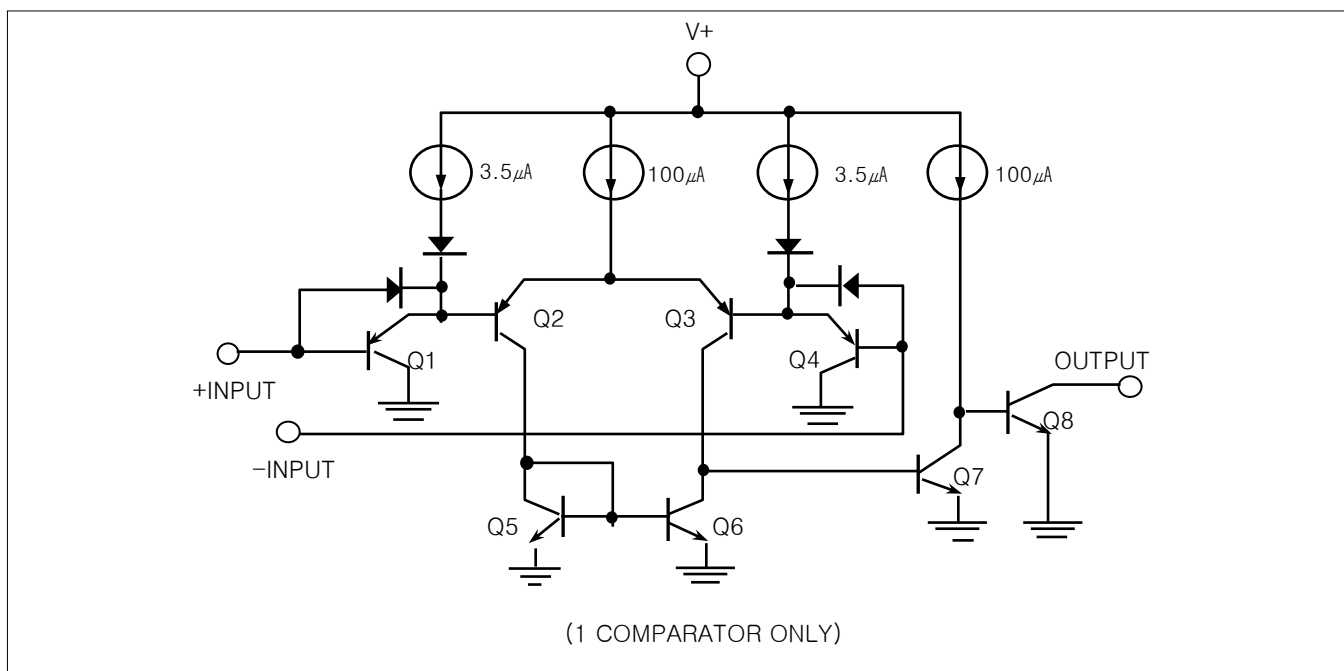 V+
3.5㎂
100㎂
3.5㎂
100㎂
Q2
Q3
Q1
Q4
OUTPUT
+INPUT
Q8
−INPUT
Q7
Q5
Q6
(1 COMPARATOR ONLY)